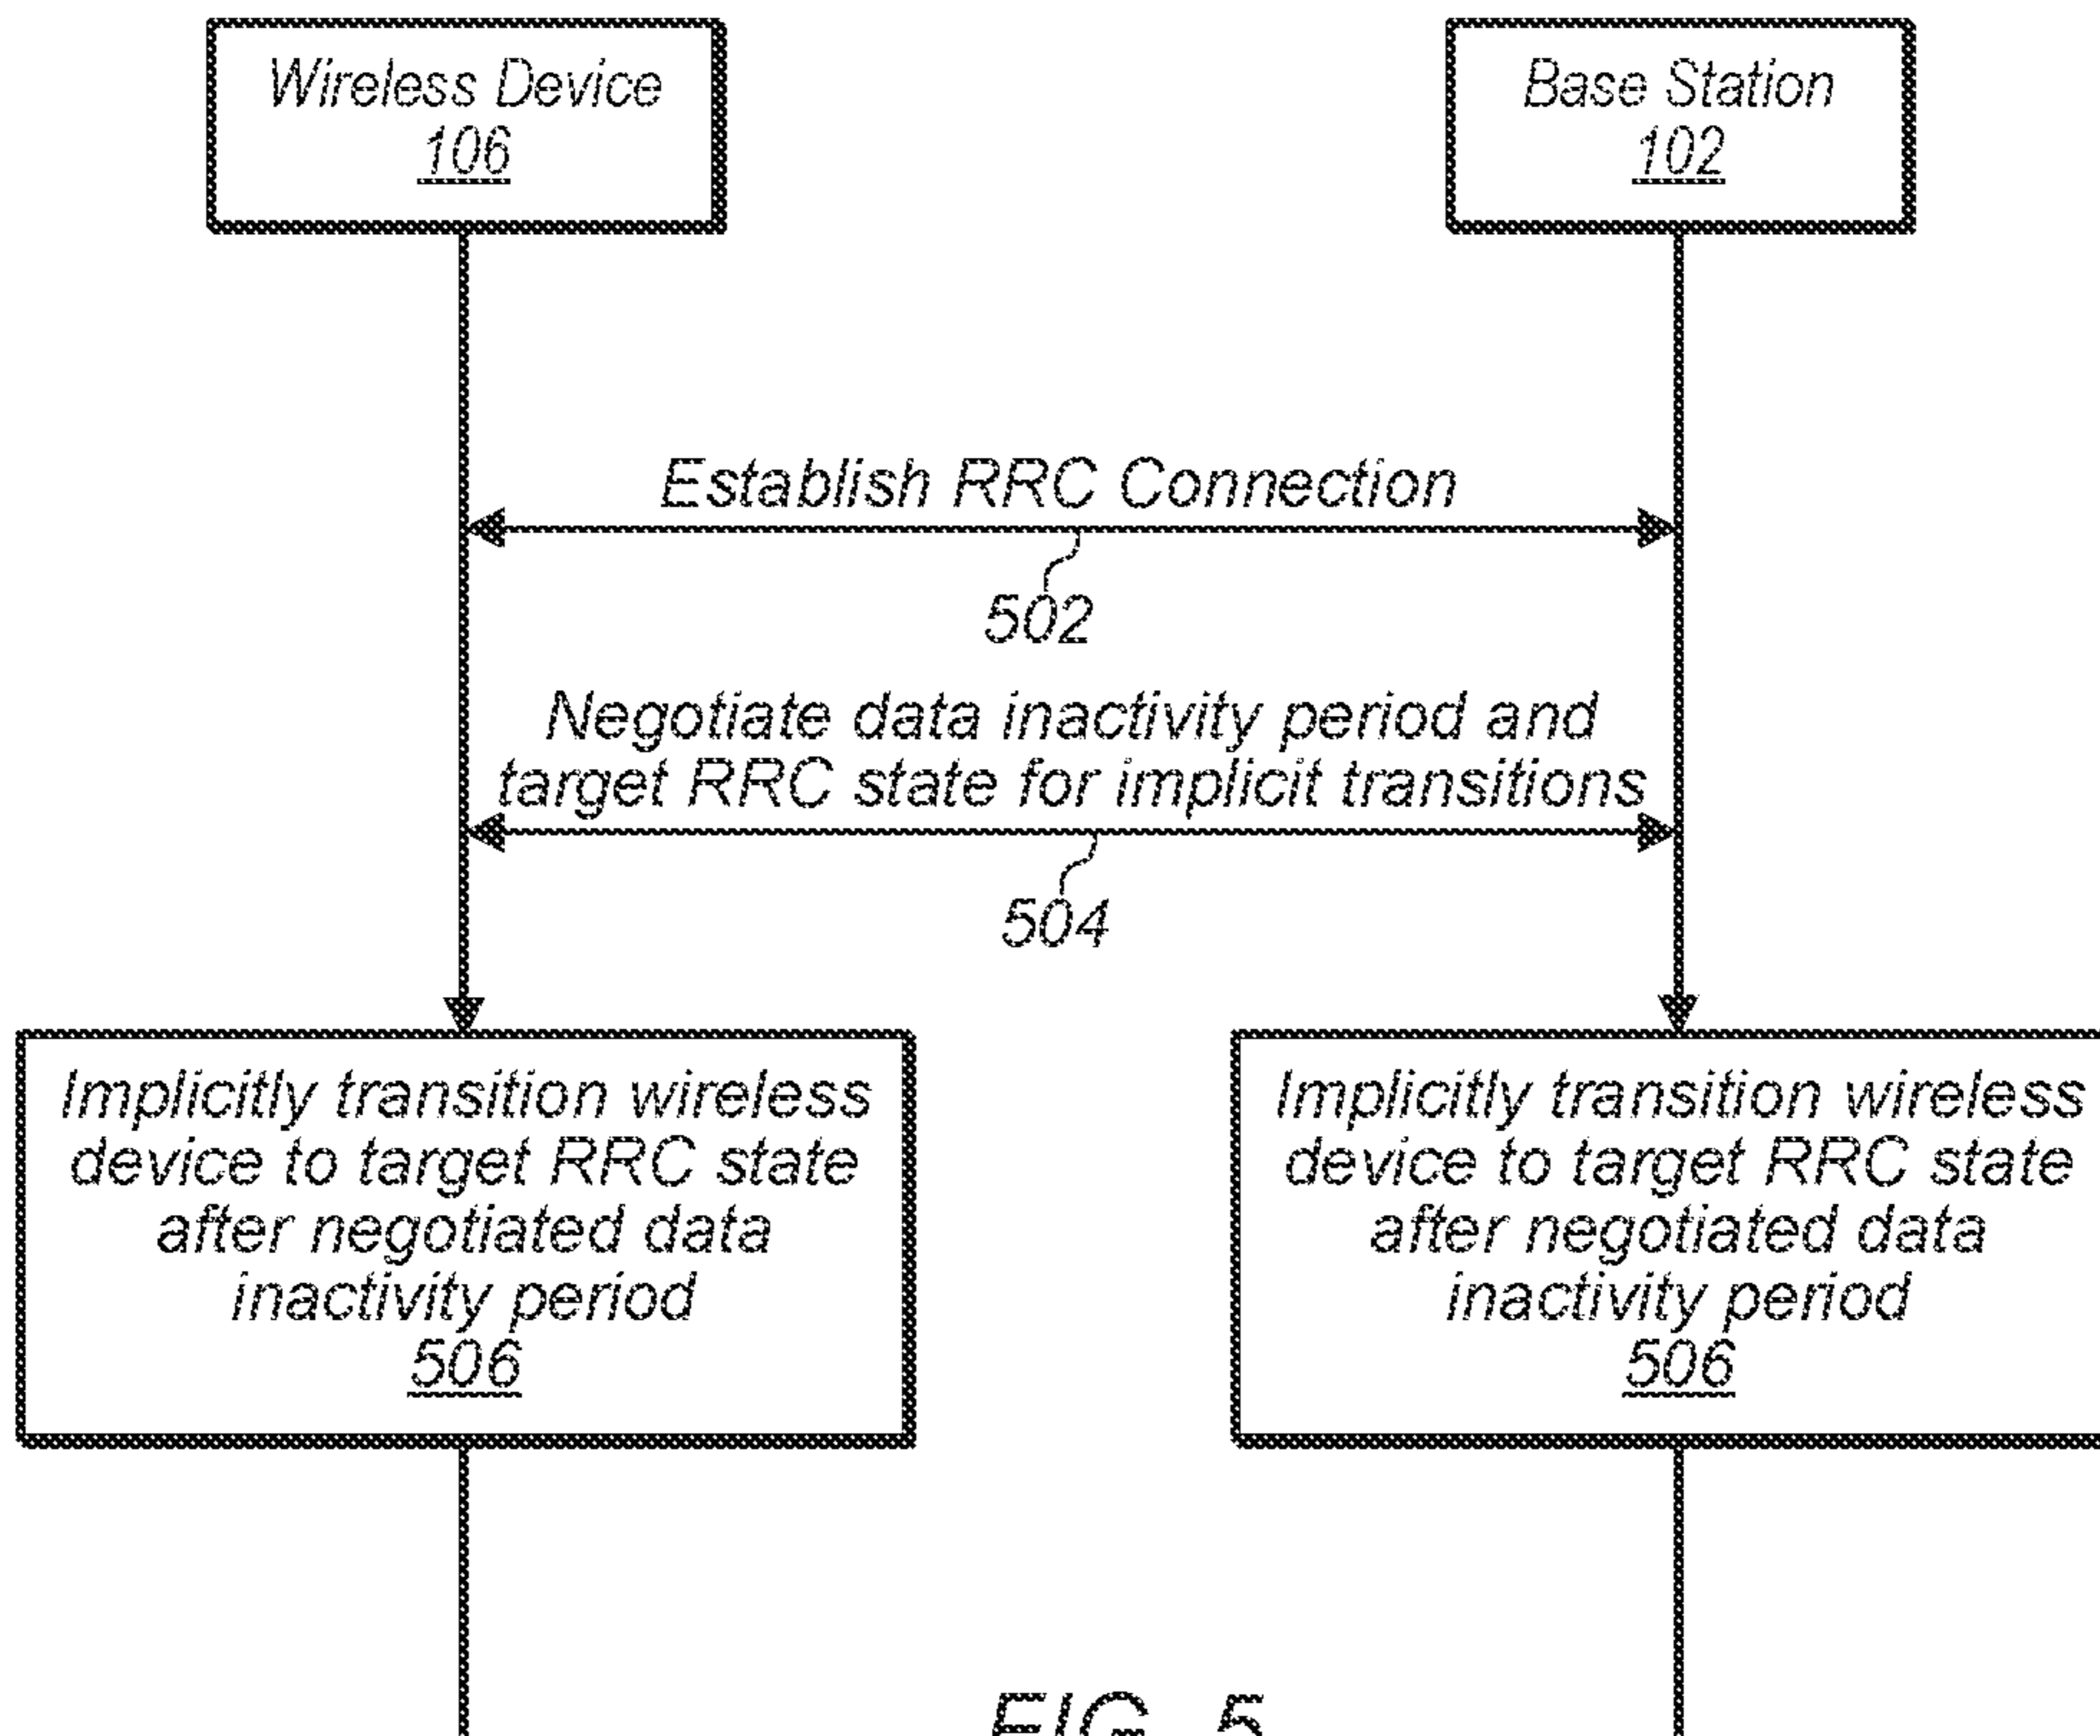 Wireless Device
106
Base Station
102
Establish RRC Connection
502
Negotiate data inactivity period and
target RRC state for implicit transitions
504
Implicitly transition wireless
device to target RRC state
after negotiated data
inactivity period
506
Implicitly transition wireless
device to target RRC state
after negotiated data
inactivity period
506
FIG. 5